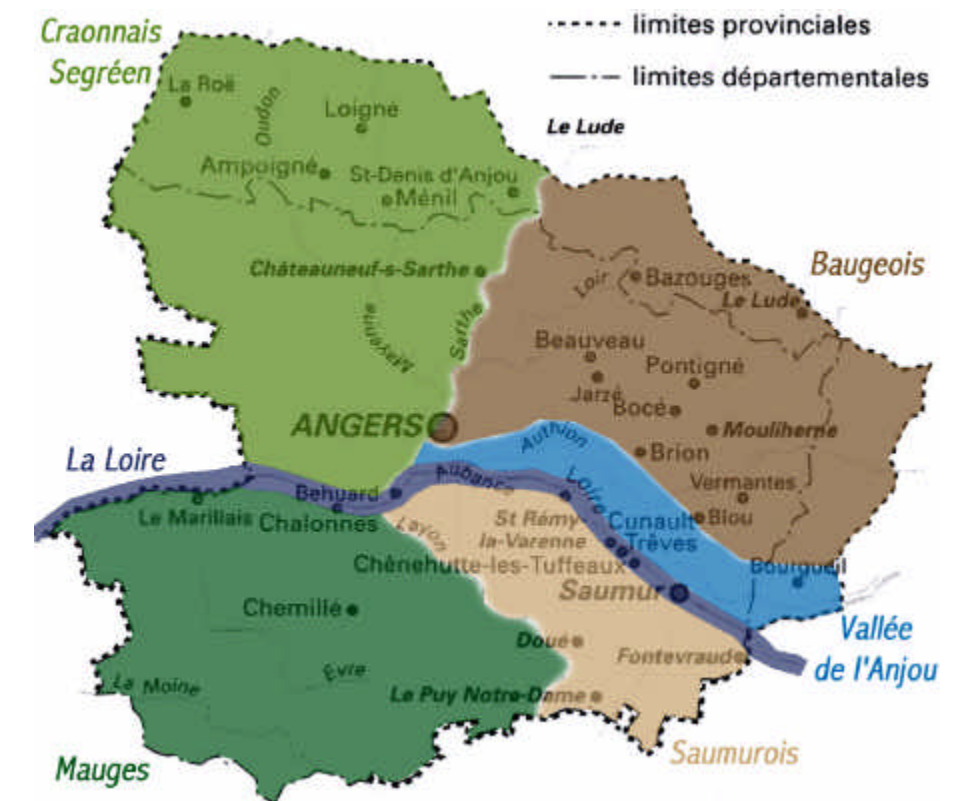 Craonnais
Segréen
limites provinciales
limites départementales
Le Lude
La Roë
Oudon
Loigné
Ampoigné
St-Denis d'Anjou
Ménil
Châteauneuf-s-Sarthe
Mayenne
Sarthe
Baugeois
Loir
Bazouges
Le Lude
Beauveau
Pontigné
Jarzé
Bocé
Mouliherne
ANGERS
Authion
Brion
La Loire
Vermantes
Behuard
Aubance
Loire
Le Marillais
Chalonnes
Layon
St Rémy-
la-Varenne
Cunault
Blou
Trèves
Chênehutte-les-Tuffeaux
Bourgueil
Saumur
Chemillé
Vallée
de l'Anjou
Doué
Fontevraud
Èvre
La Moine
Le Puy Notre-Dame
Mauges
Saumurois